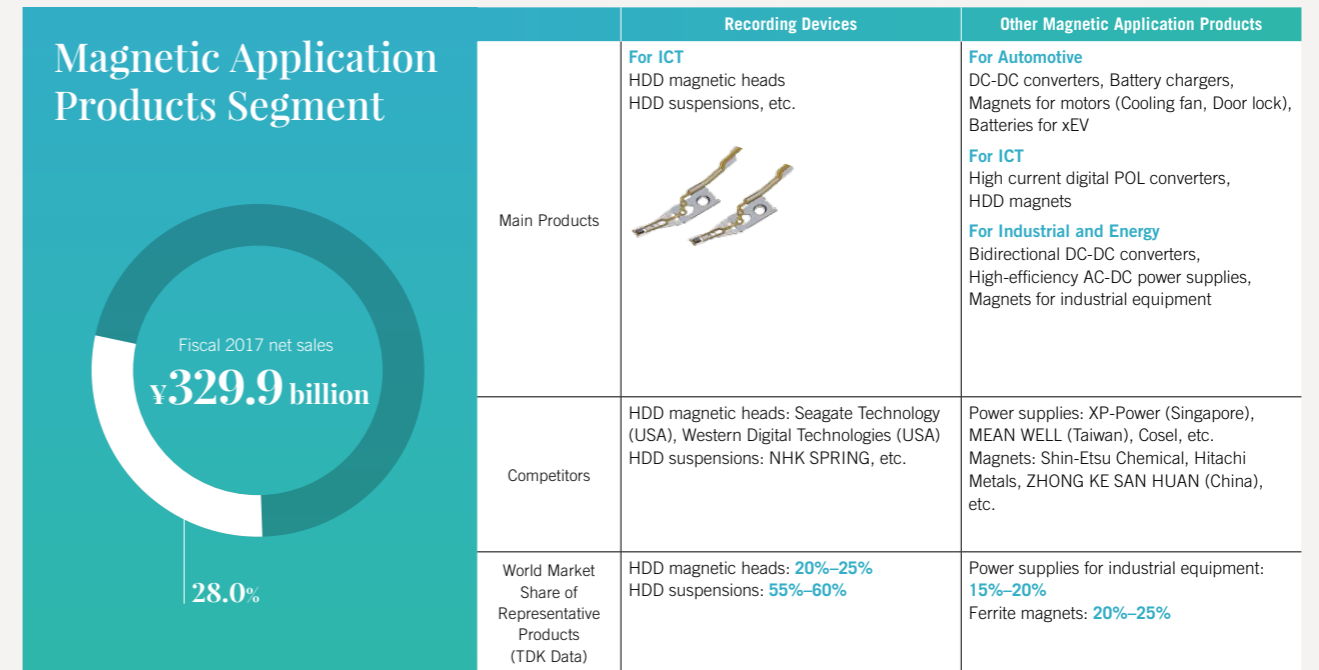 Magnetic Application
Products Segment
Fiscal 2017 net sales
¥329.9 billion
28.0%
Recording Devices
Other Magnetic Application Products
Main Products
For ICT
HDD magnetic heads
HDD suspensions, etc.
For Automotive
DC-DC converters, Battery chargers,
Magnets for motors (Cooling fan, Door lock),
Batteries for xEV
For ICT
High current digital POL converters,
HDD magnets
For Industrial and Energy
Bidirectional DC-DC converters,
High-efficiency AC-DC power supplies,
Magnets for industrial equipment
Competitors
HDD magnetic heads: Seagate Technology
(USA), Western Digital Technologies (USA)
HDD suspensions: NHK SPRING, etc.
Power supplies: XP-Power (Singapore),
MEAN WELL (Taiwan), Cosel, etc.
Magnets: Shin-Etsu Chemical, Hitachi
Metals, ZHONG KE SAN HUAN (China),
etc.
World Market
Share of
Representative
Products
(TDK Data)
HDD magnetic heads: 20%–25%
HDD suspensions: 55%–60%
Power supplies for industrial equipment:
15%–20%
Ferrite magnets: 20%–25%